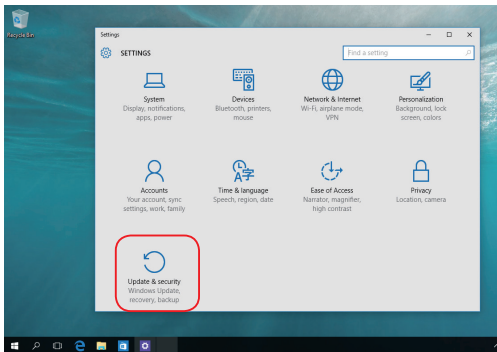 Recycle Bin
Settings
SETTINGS
Find a setting
System
Display, notifications,
apps, power
Devices
Bluetooth, printers,
mouse
Network & Internet
Wi-Fi, airplane mode,
VPN
Personalization
Background, lock
screen, colors
Accounts
Your account, sync
settings, work, family
Time & language
Speech, region, date
Ease of Access
Narrator, magnifier,
high contrast
Privacy
Location, camera
Update & security
Windows Update,
recovery, backup